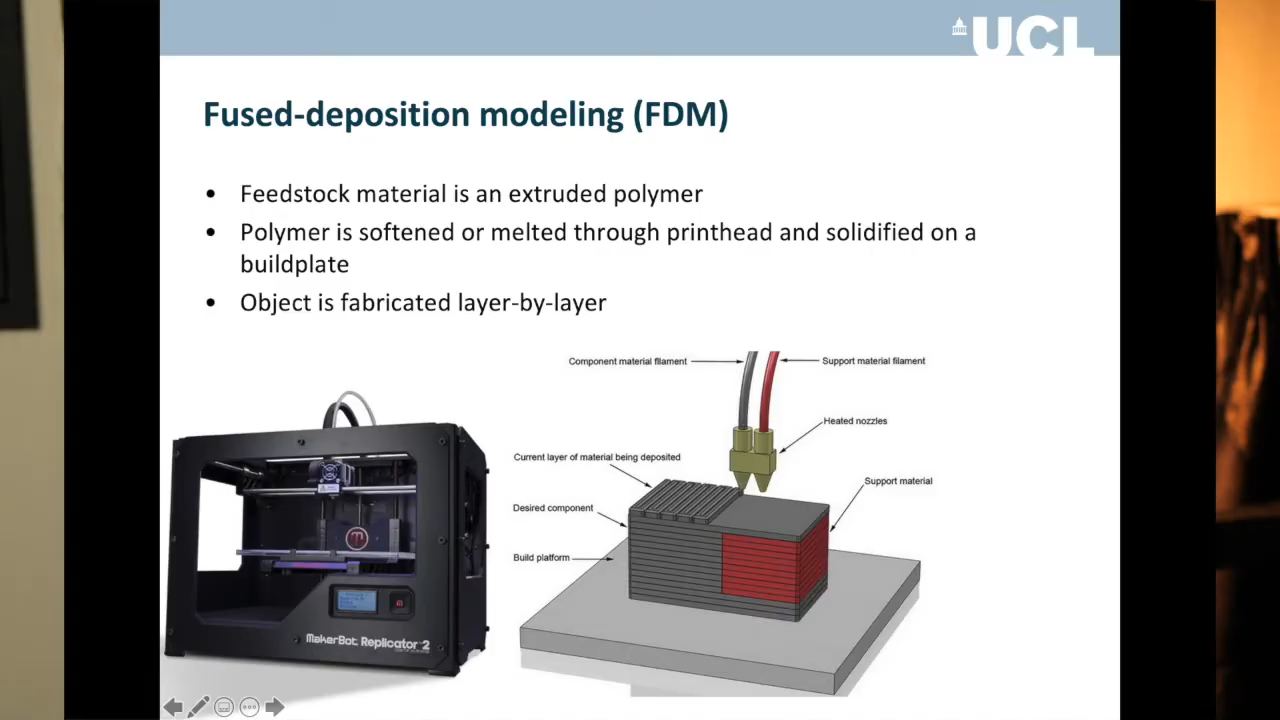 UCL
Fused-deposition modeling (FDM)
• Feedstock material is an extruded polymer
• Polymer is softened or melted through printhead and solidified on a
buildplate
• Object is fabricated layer-by-layer
Component material filament
Support material filament
Heated nozzles
Current layer of material being deposited
Support material
Desired component
Build platform
MakerBot Replicator 2